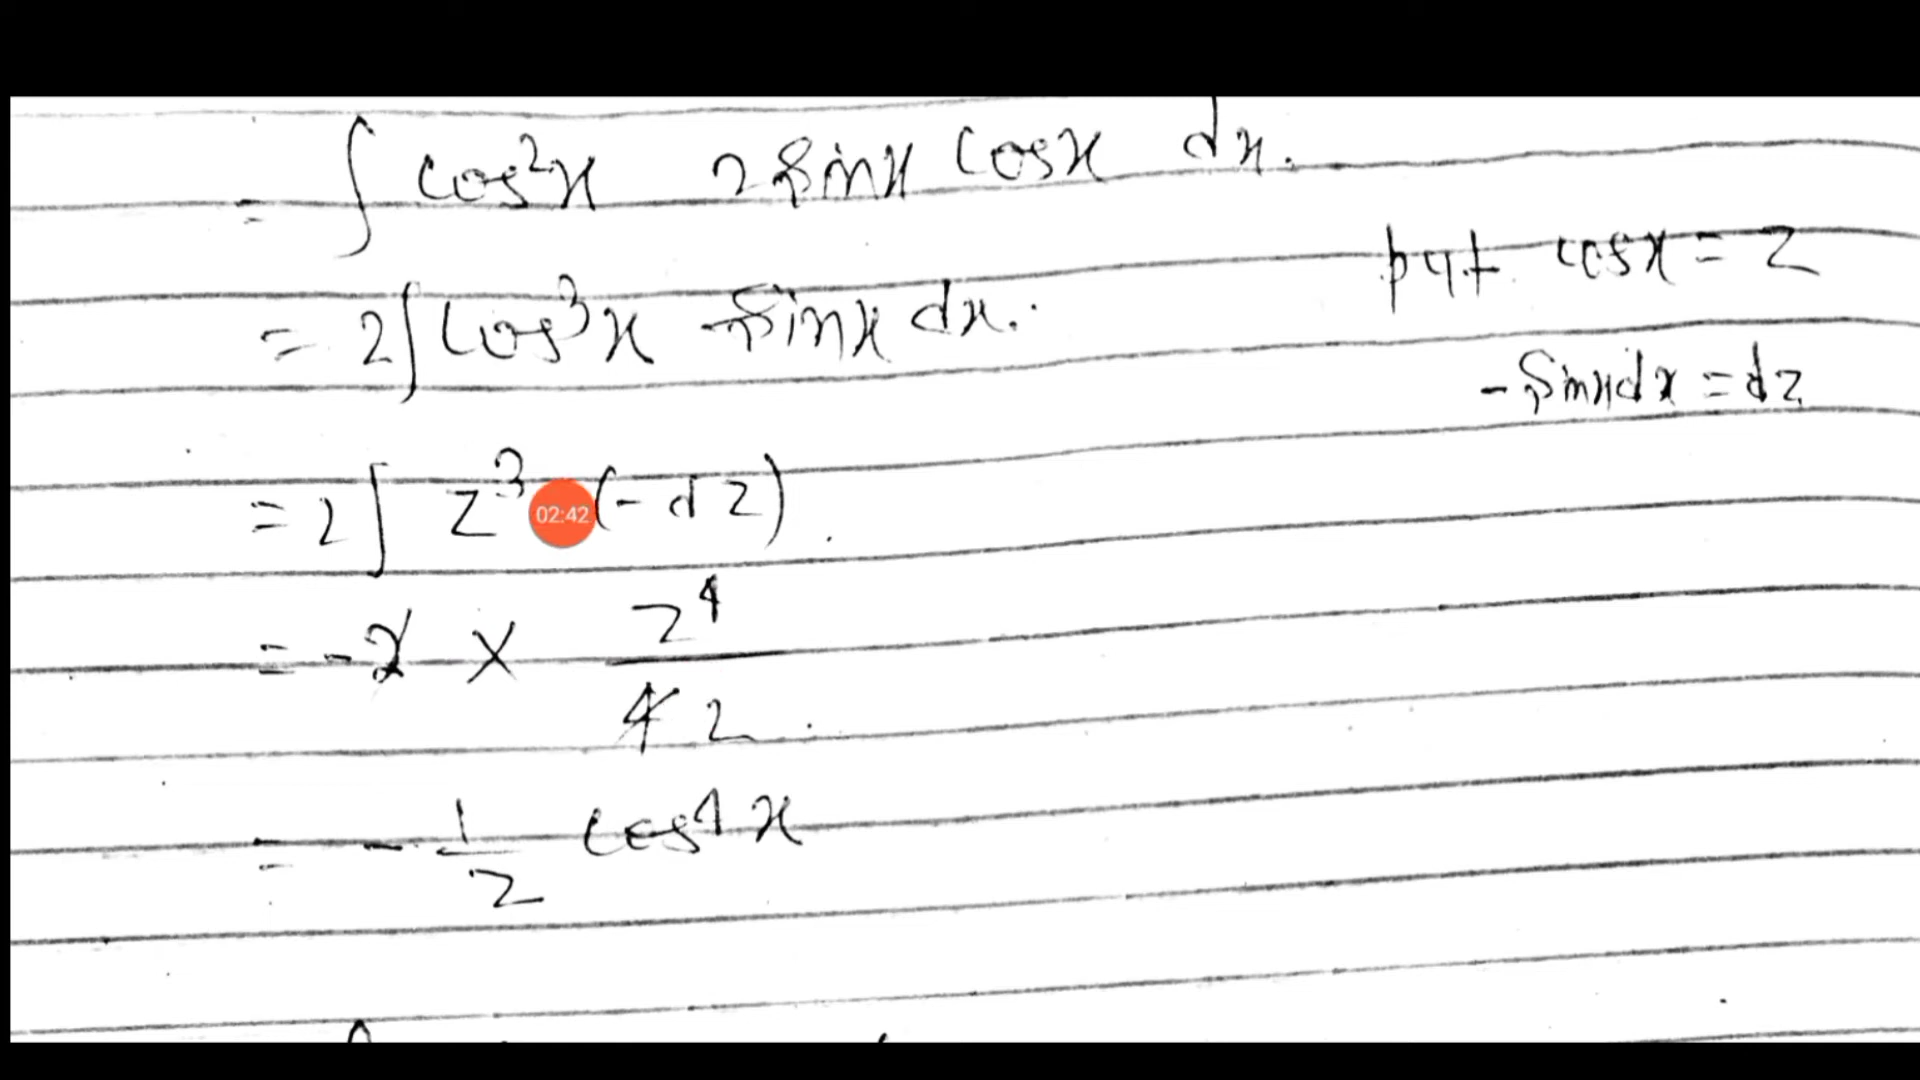 = ∫ cos²x 2 sinx cosx dx.
= 2∫ cos³x sinx dx.
put cosx = z
- sinx dx = dz
= 2∫ z³ (-dz)
02:42
= -2 × z⁴/4 2
= - 1/2 cos⁴x